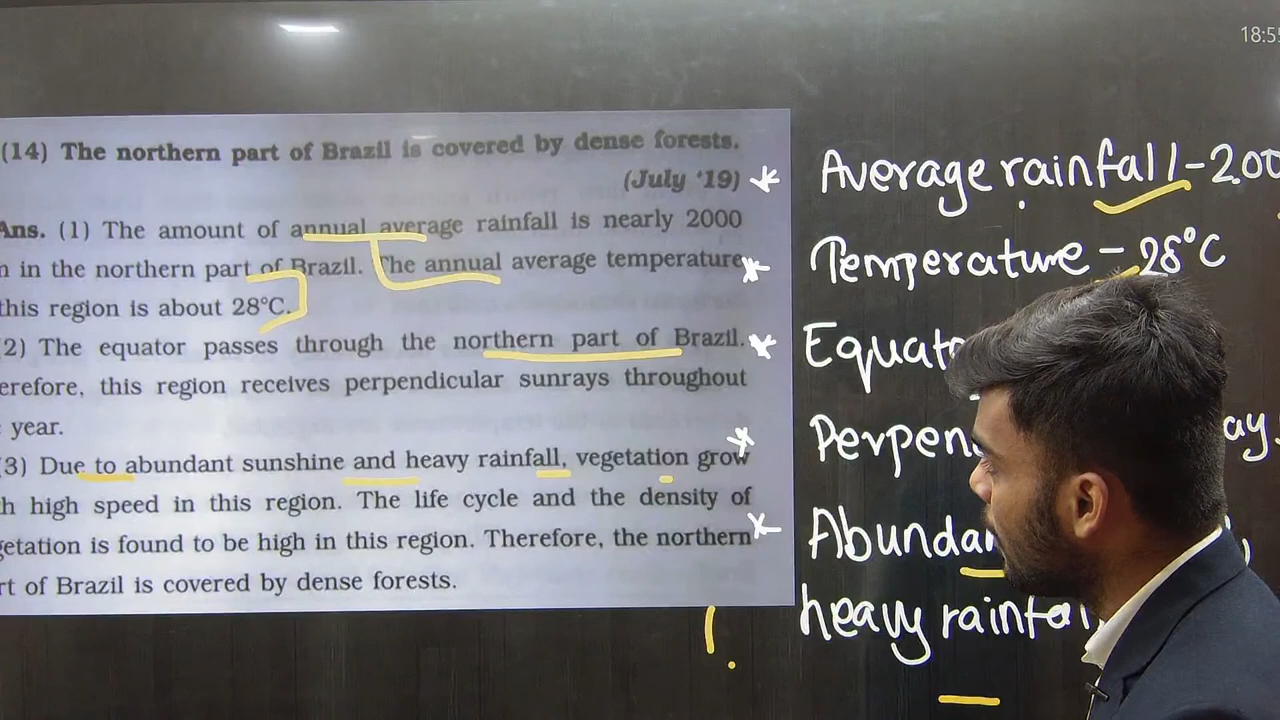 18:55
(14) The northern part of Brazil is covered by dense forests.
(July '19)
Ans. (1) The amount of annual average rainfall is nearly 2000
in the northern part of Brazil. The annual average temperature
this region is about 28°C.
2) The equator passes through the northern part of Brazil.
erefore, this region receives perpendicular sunrays throughout
year.
3) Due to abundant sunshine and heavy rainfall, vegetation grow
h high speed in this region. The life cycle and the density of
getation is found to be high in this region. Therefore, the northern
rt of Brazil is covered by dense forests.
Average rainfall-200
Temperature - 28°C
Equato
Perpen ay.
Abundan
heavy rainfal